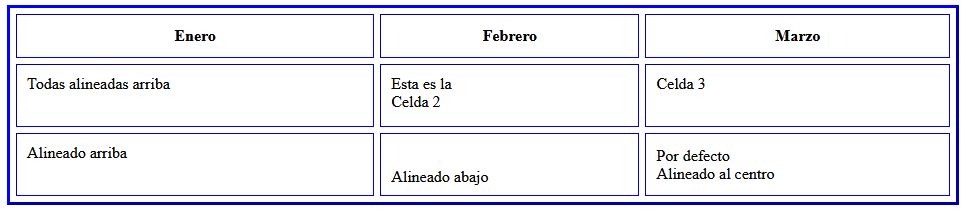 Enero Febrero Marzo
Todas alineadas arriba
Esta es la
Celda 2
Celda 3
Alineado arriba
Alineado abajo
Por defecto
Alineado al centro